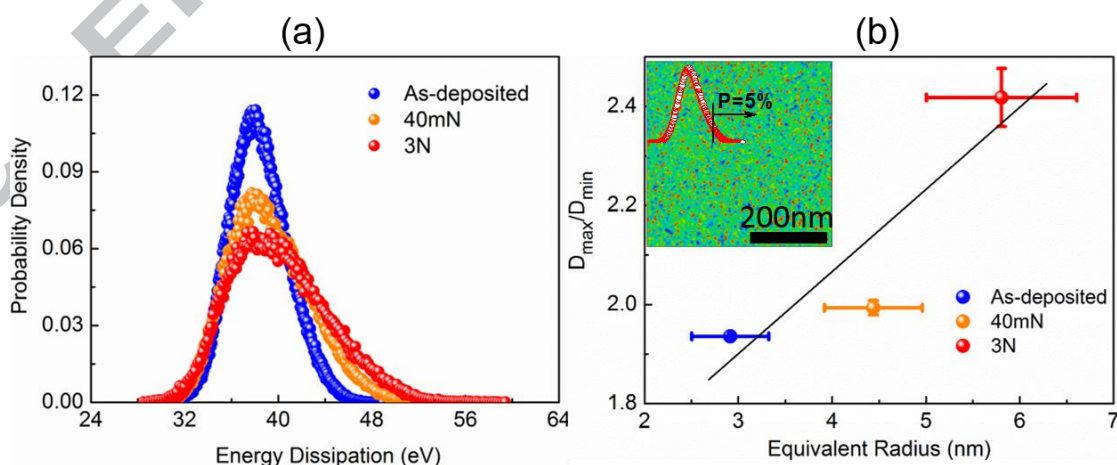 (a)
0.12
0.09
0.06
0.03
0.00
24
32
40
48
56
64
Probability Density
Energy Dissipation (eV)
As-deposited
40mN
3N
(b)
2.4
2.2
2.0
1.8
2
3
4
5
6
7
Dmax/Dmin
Equivalent Radius (nm)
P=5%
200nm
As-deposited
40mN
3N